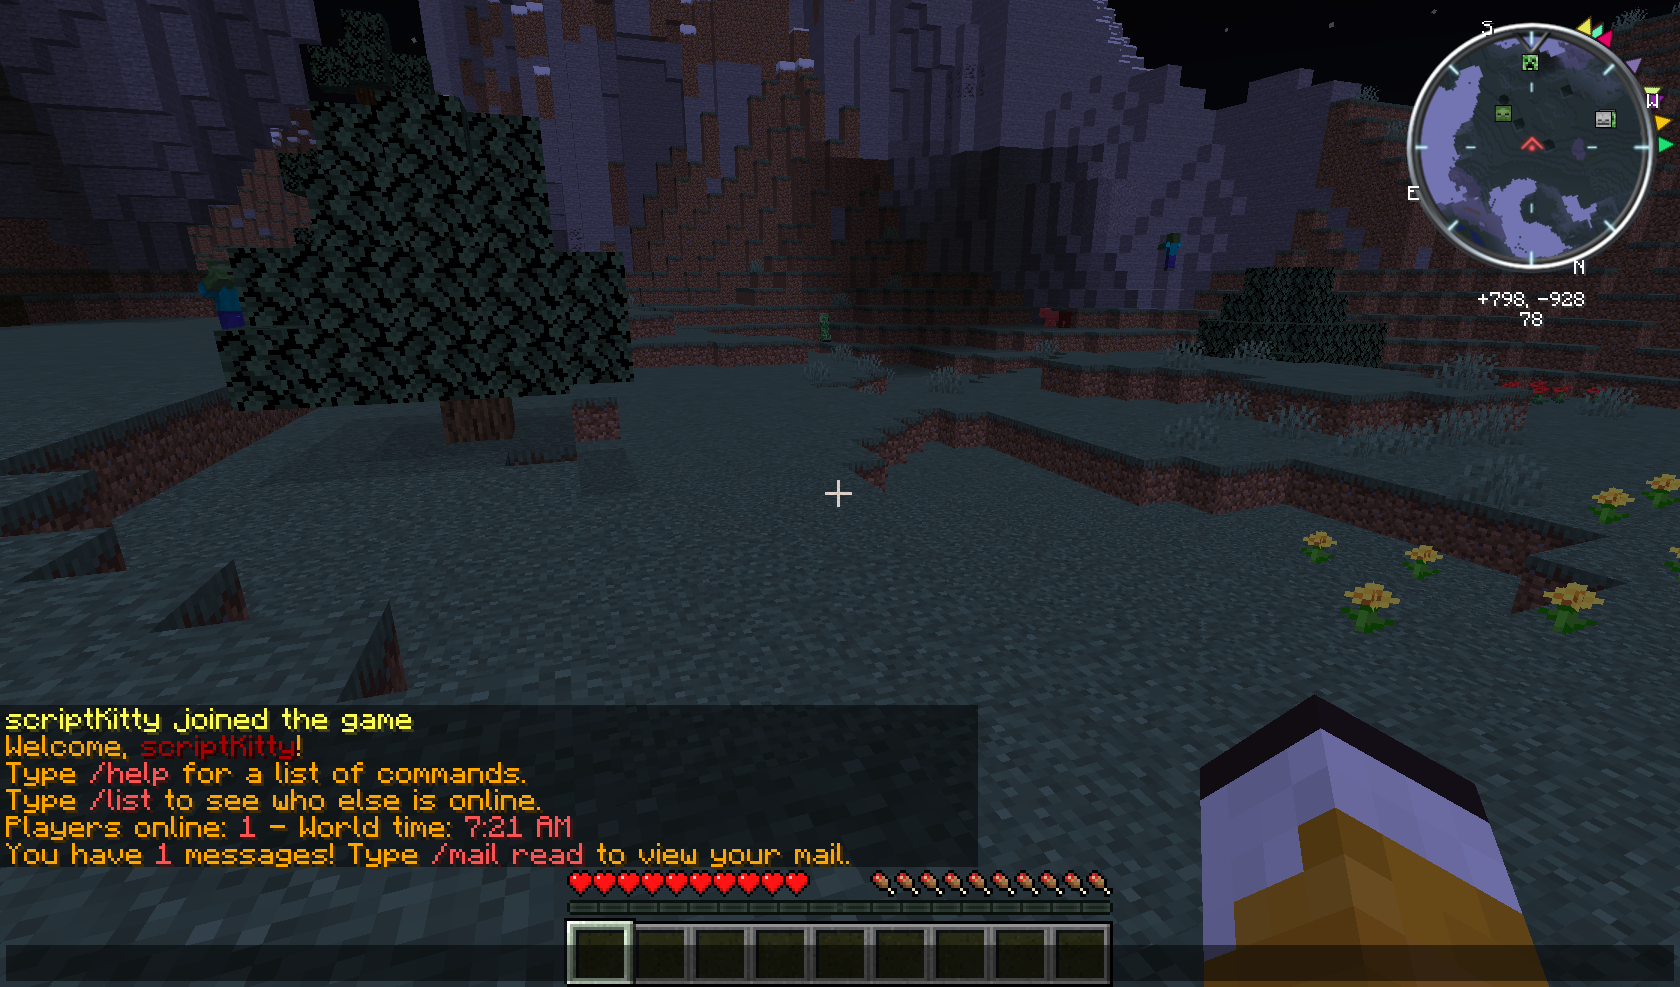 S
W
E
N
+798, -928
78
scriptKitty joined the game
Welcome, scriptKitty!
Type /help for a list of commands.
Type /list to see who else is online.
Players online: 1 - World time: 7:21 AM
You have 1 messages! Type /mail read to view your mail.